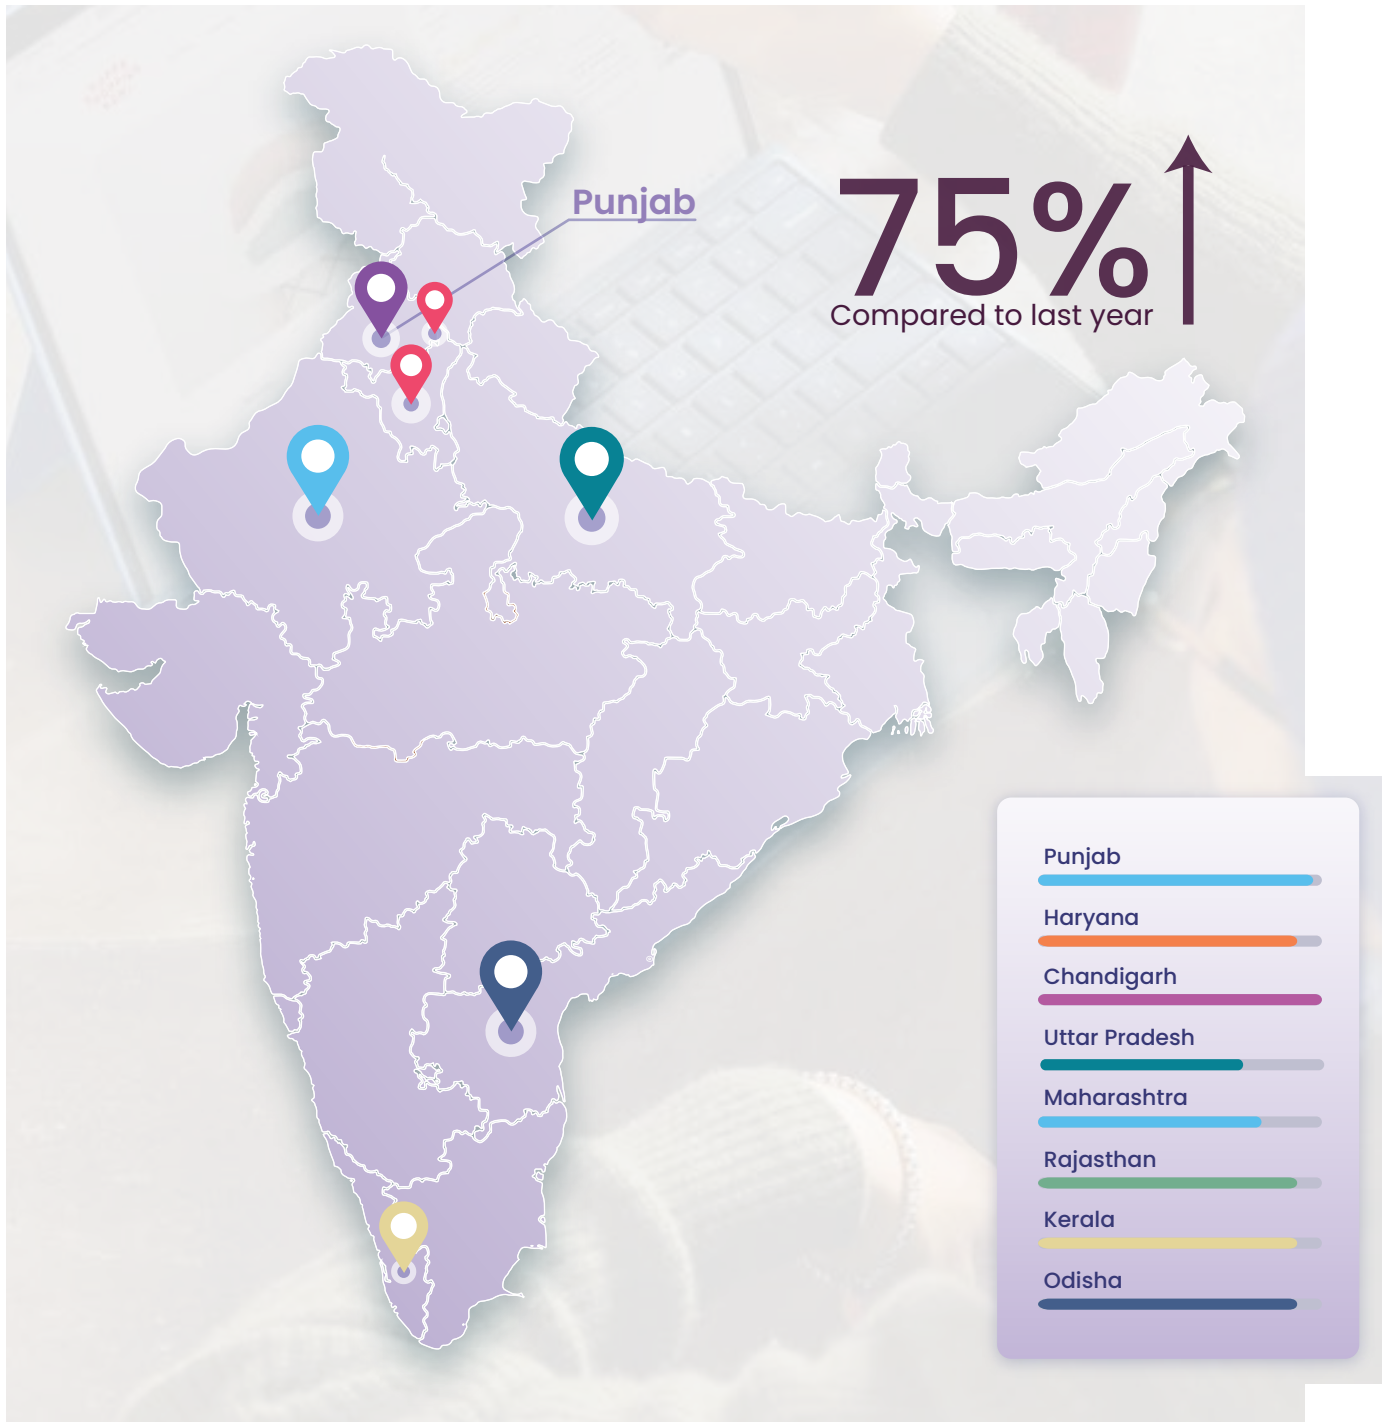 Punjab
75%
Compared to last year
Punjab
Haryana
Chandigarh
Uttar Pradesh
Maharashtra
Rajasthan
Kerala
Odisha